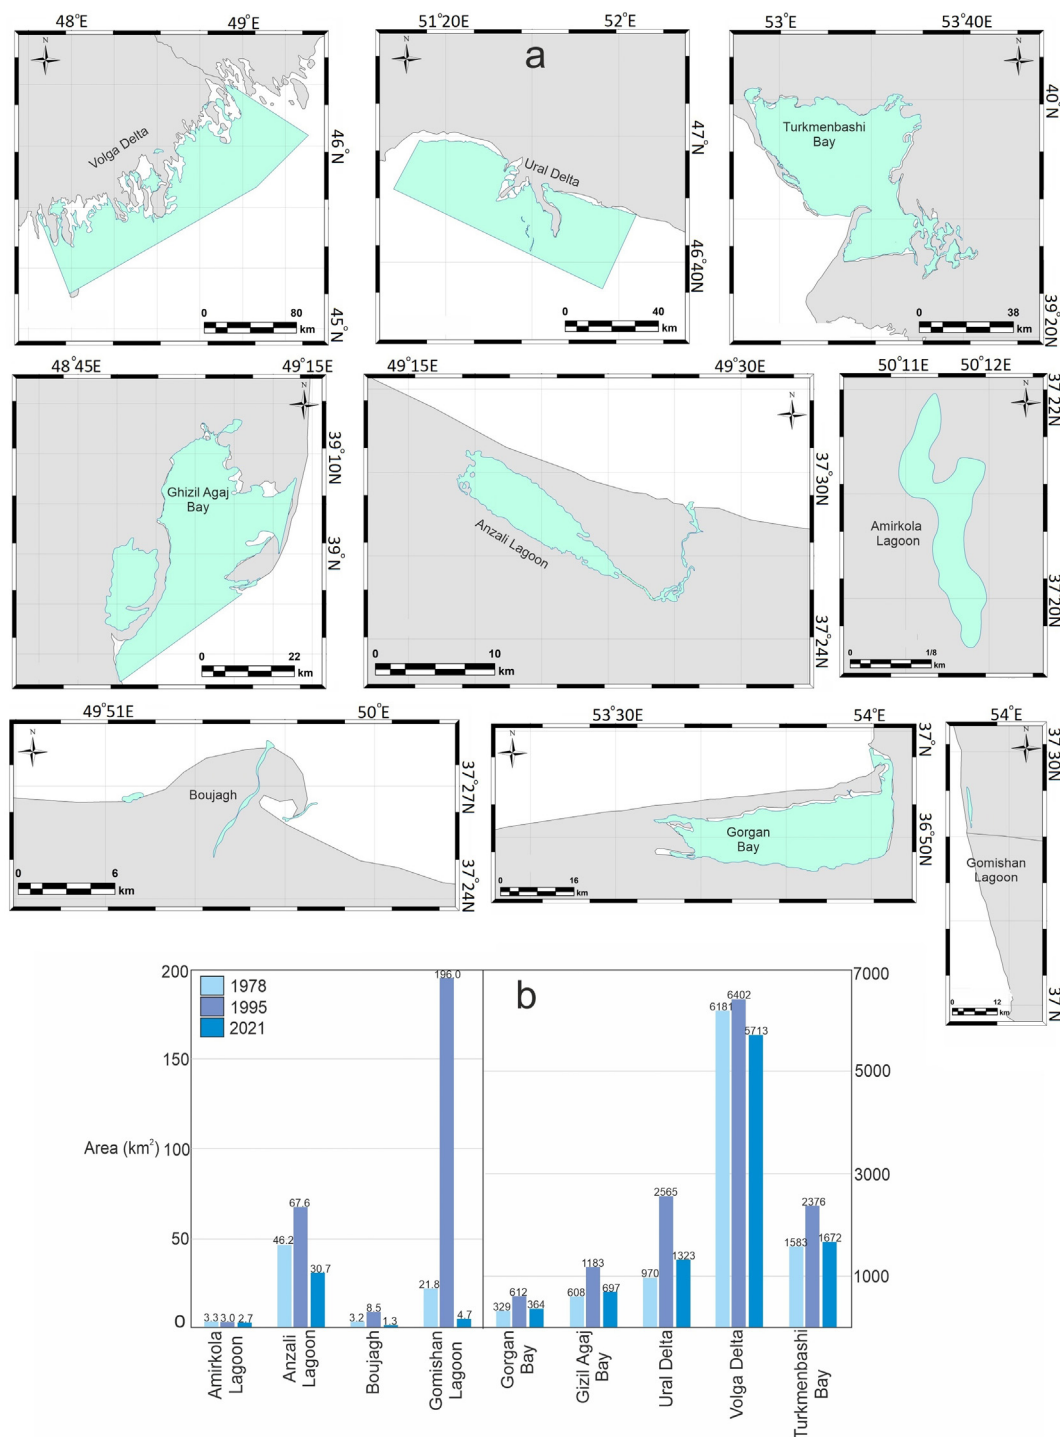 48°E
49°E
N
Volga Delta
46°N
45°N
0
80
km
51°20E
52°E
N
a
47°N
Ural Delta
46°40N
0
40
km
53°E
53°40E
N
40°N
Turkmenbashi
Bay
39°20N
0
38
km
48°45E
49°15E
N
39°10N
Ghizil Agaj
Bay
39°N
0
22
km
49°15E
49°30E
N
37°30N
Anzali Lagoon
37°24N
0
10
km
50°11E
50°12E
N
37°22N
Amirkola
Lagoon
37°20N
0
1/8
km
49°51E
50°E
N
Boujagh
37°27N
37°24N
0
6
km
53°30E
54°E
N
37°N
Gorgan
Bay
36°50N
0
16
km
54°E
N
37°30N
Gomishan
Lagoon
37°N
0
12
km
b
1978
1995
2021
200
150
100
50
0
Area (km²)
7000
5000
3000
1000
3.3
3.0
2.7
46.2
67.6
30.7
3.2
8.5
1.3
21.8
196.0
4.7
329
612
364
608
1183
697
970
2565
1323
6181
6402
5713
1583
2376
1672
Amirkola
Lagoon
Anzali
Lagoon
Boujagh
Gomishan
Lagoon
Gorgan
Bay
Gizil Agaj
Bay
Ural Delta
Volga Delta
Turkmenbashi
Bay